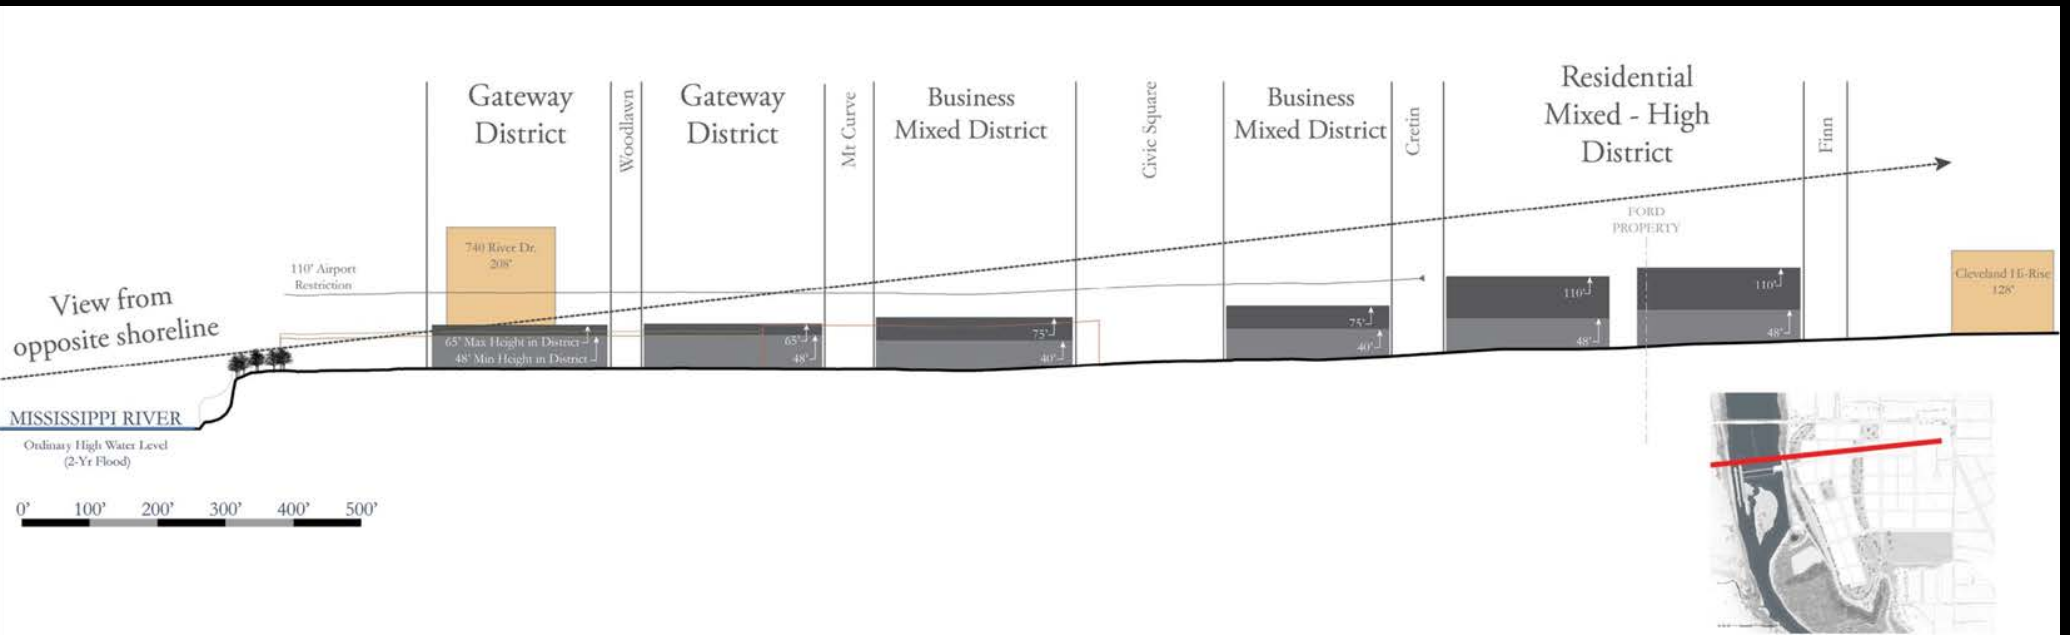 Gateway
District
Woodlawn
Gateway
District
Mt Curve
Business
Mixed District
Civic Square
Business
Mixed District
Cretin
Residential
Mixed - High
District
Finn
FORD
PROPERTY
740 River Dr.
208'
110' Airport
Restriction
View from
opposite shoreline
65' Max Height in District
48' Min Height in District
65'
48'
75'
40'
75'
40'
110'
48'
110'
48'
Cleveland Hi-Rise
128'
MISSISSIPPI RIVER
Ordinary High Water Level
(2-Yr Flood)
0' 100' 200' 300' 400' 500'